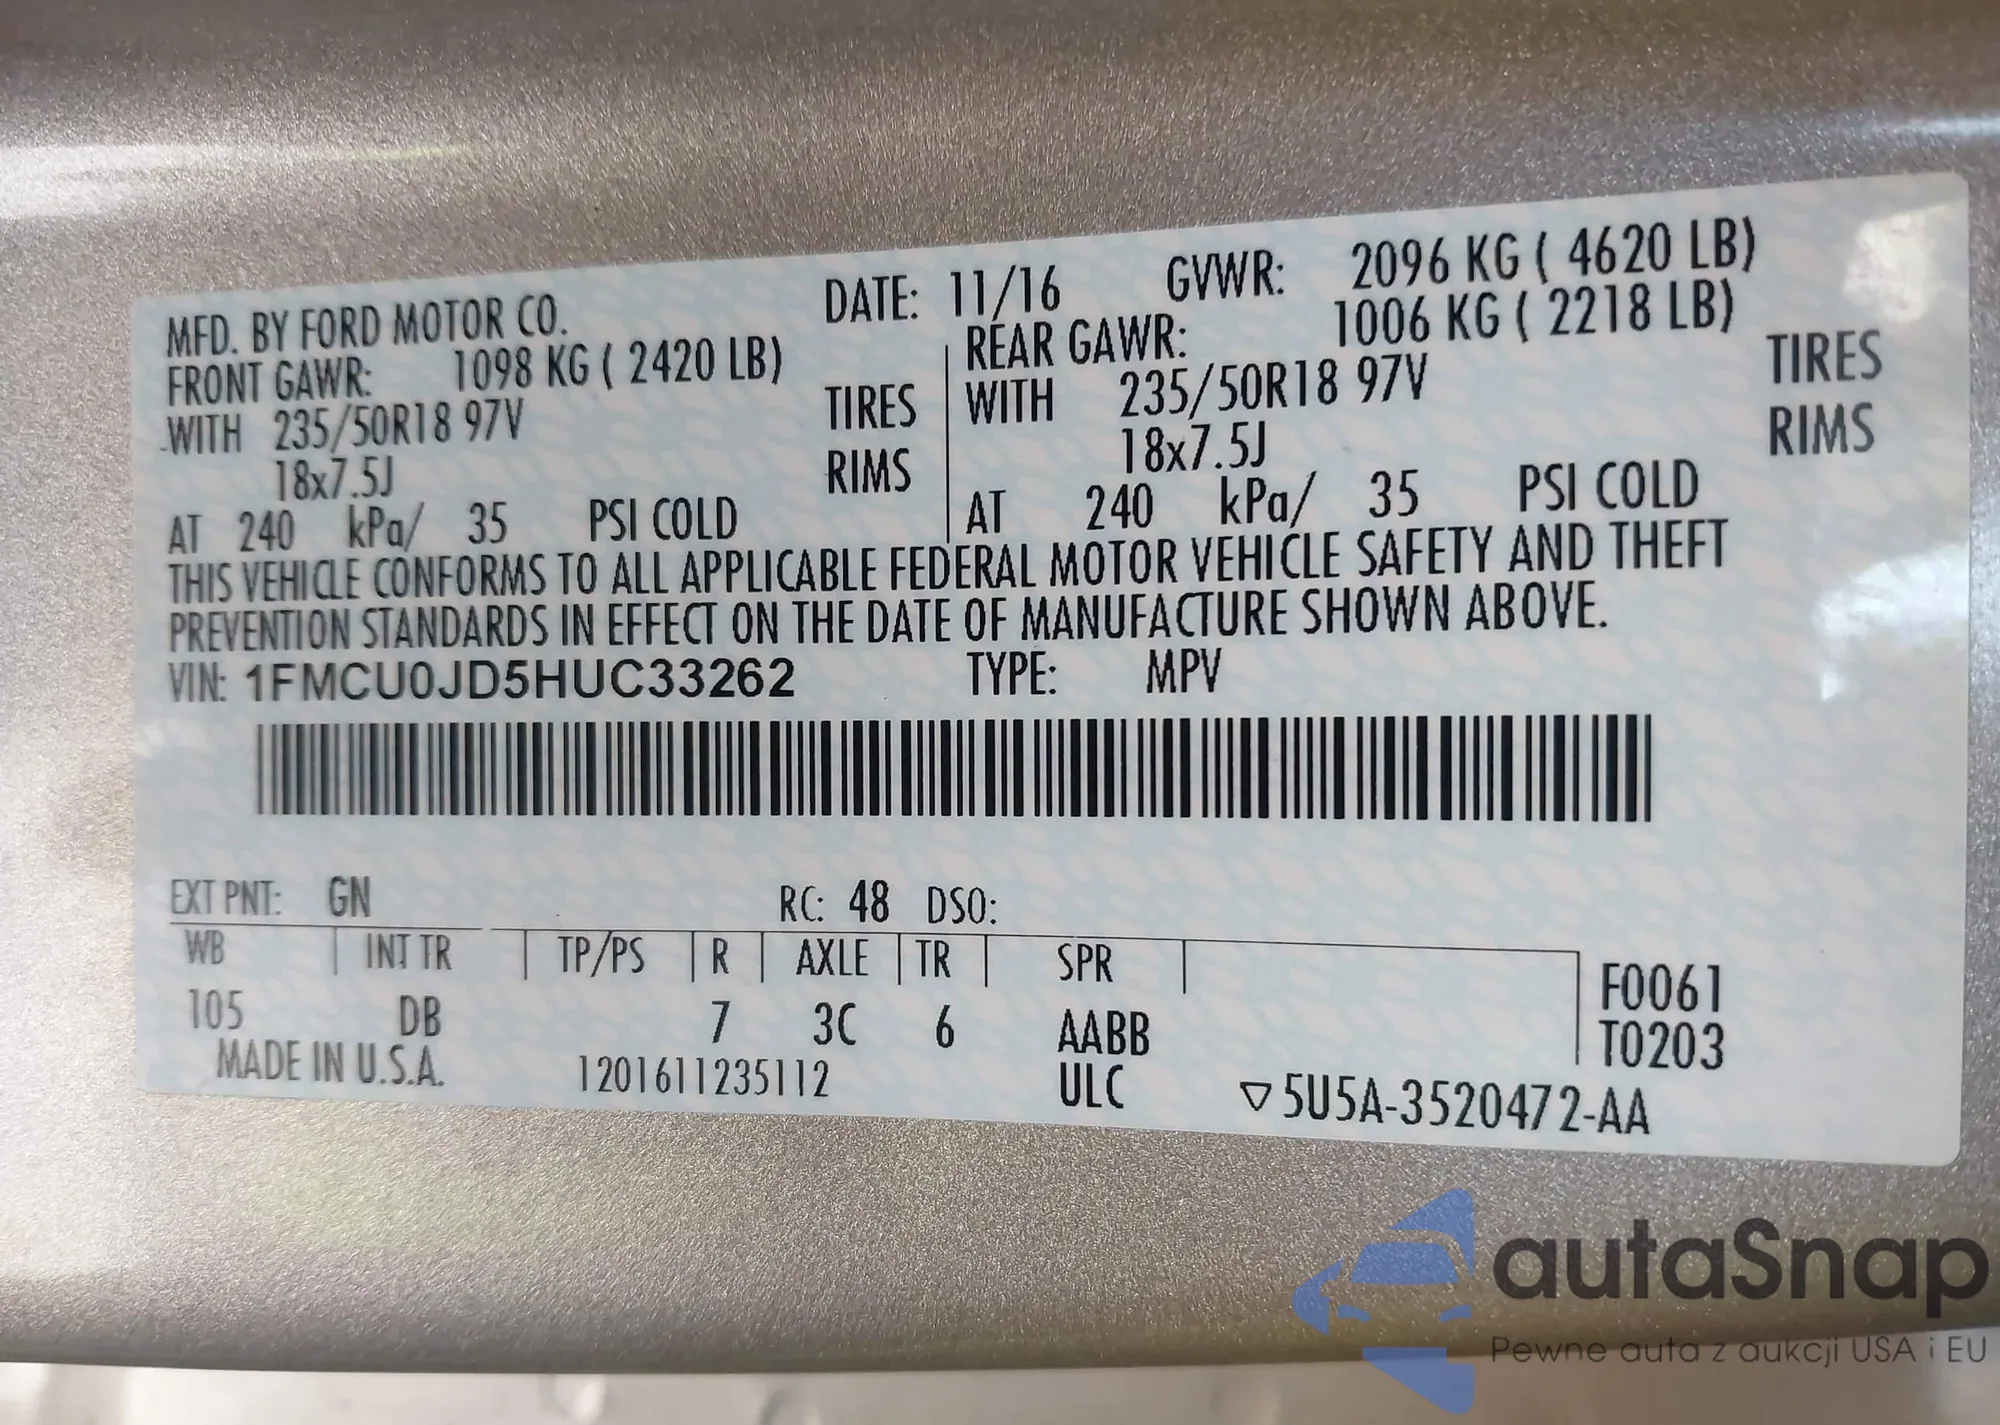 MFD. BY FORD MOTOR CO. DATE: 11/16 GVWR: 2096 KG ( 4620 LB)
FRONT GAWR: 1098 KG ( 2420 LB) REAR GAWR: 1006 KG ( 2218 LB)
WITH 235/50R18 97V TIRES WITH 235/50R18 97V TIRES
18x7.5J RIMS 18x7.5J RIMS
AT 240 kPa/ 35 PSI COLD AT 240 kPa/ 35 PSI COLD
THIS VEHICLE CONFORMS TO ALL APPLICABLE FEDERAL MOTOR VEHICLE SAFETY AND THEFT
PREVENTION STANDARDS IN EFFECT ON THE DATE OF MANUFACTURE SHOWN ABOVE.
VIN: 1FMCU0JD5HUC33262 TYPE: MPV
EXT PNT: GN RC: 48 DSO:
WB INT TR TP/PS R AXLE TR SPR F0061
105 DB 7 3C 6 AABB T0203
MADE IN U.S.A. 1201611235112 ULC ▽5U5A-3520472-AA
autaSnap
Pewne auta z aukcji USA i EU